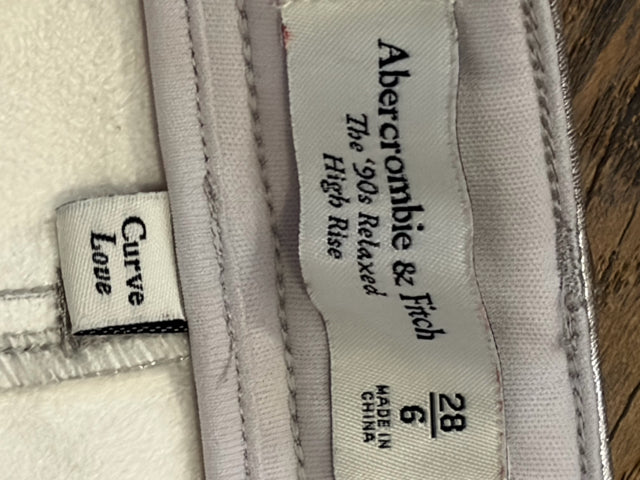 Abercrombie & Fitch
The '90s Relaxed
High Rise
28
6
MADE IN
CHINA
Curve
Love